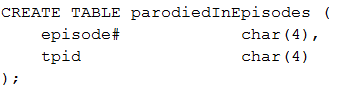 CREATE TABLE parodiedInEpisodes (
    episode#            char(4),
    tpid                char(4)
);